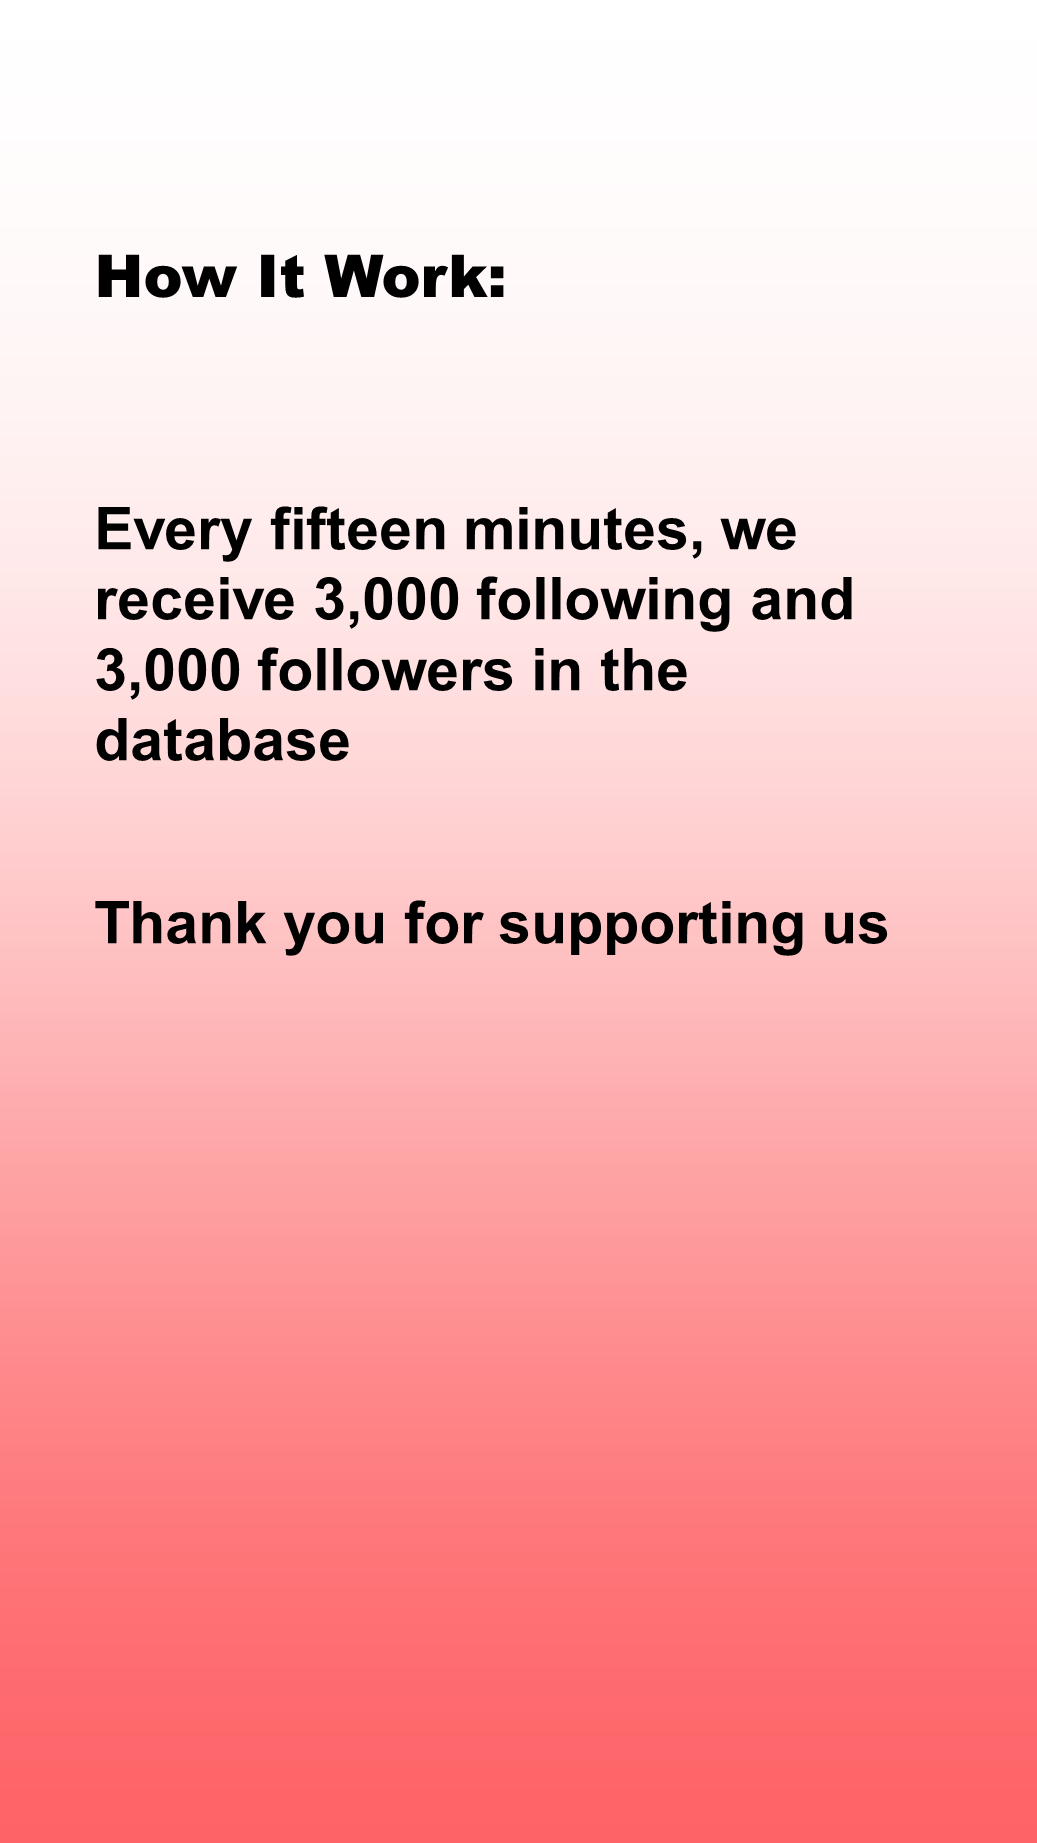 How It Work:
Every fifteen minutes, we
receive 3,000 following and
3,000 followers in the
database
Thank you for supporting us